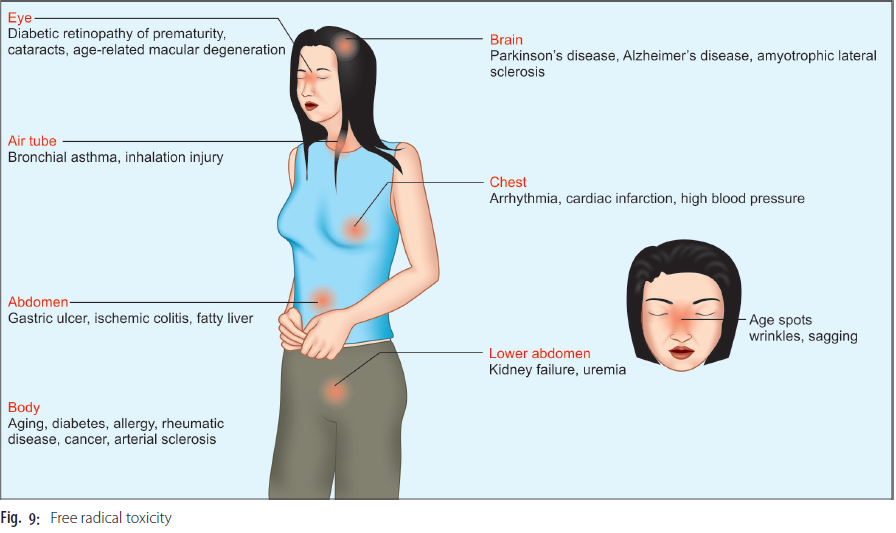 Eye
Diabetic retinopathy of prematurity,
cataracts, age-related macular degeneration
Brain
Parkinson's disease, Alzheimer's disease, amyotrophic lateral
sclerosis
Air tube
Bronchial asthma, inhalation injury
Chest
Arrhythmia, cardiac infarction, high blood pressure
Abdomen
Gastric ulcer, ischemic colitis, fatty liver
Age spots
wrinkles, sagging
Lower abdomen
Kidney failure, uremia
Body
Aging, diabetes, allergy, rheumatic
disease, cancer, arterial sclerosis
Fig. 9: Free radical toxicity